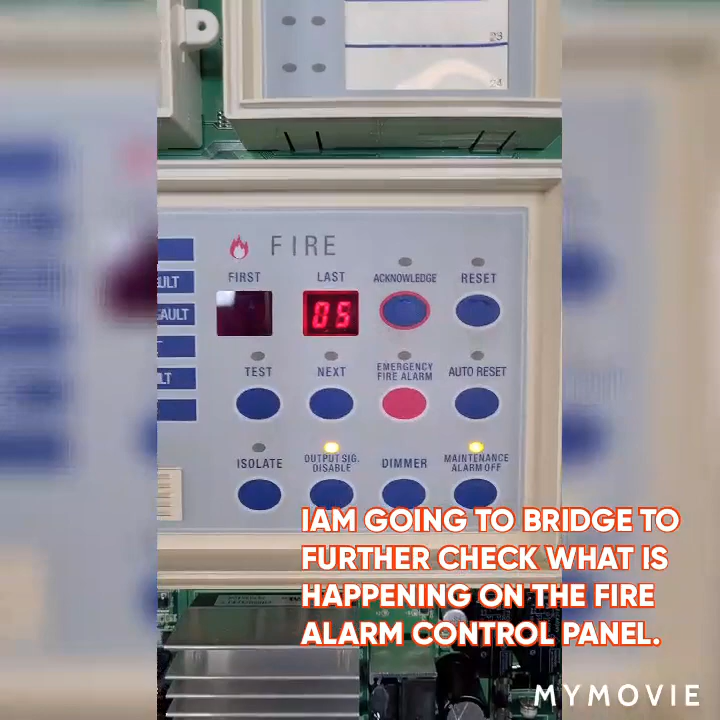 23
24
FIRE
FIRST LAST ACKNOWLEDGE RESET
ULT
05
AULT
TEST NEXT EMERGENCY FIRE ALARM AUTO RESET
LT
ISOLATE OUTPUT SIG. DISABLE DIMMER MAINTENANCE ALARM OFF
IAM GOING TO BRIDGE TO
FURTHER CHECK WHAT IS
HAPPENING ON THE FIRE
ALARM CONTROL PANEL.
MYMOVIE